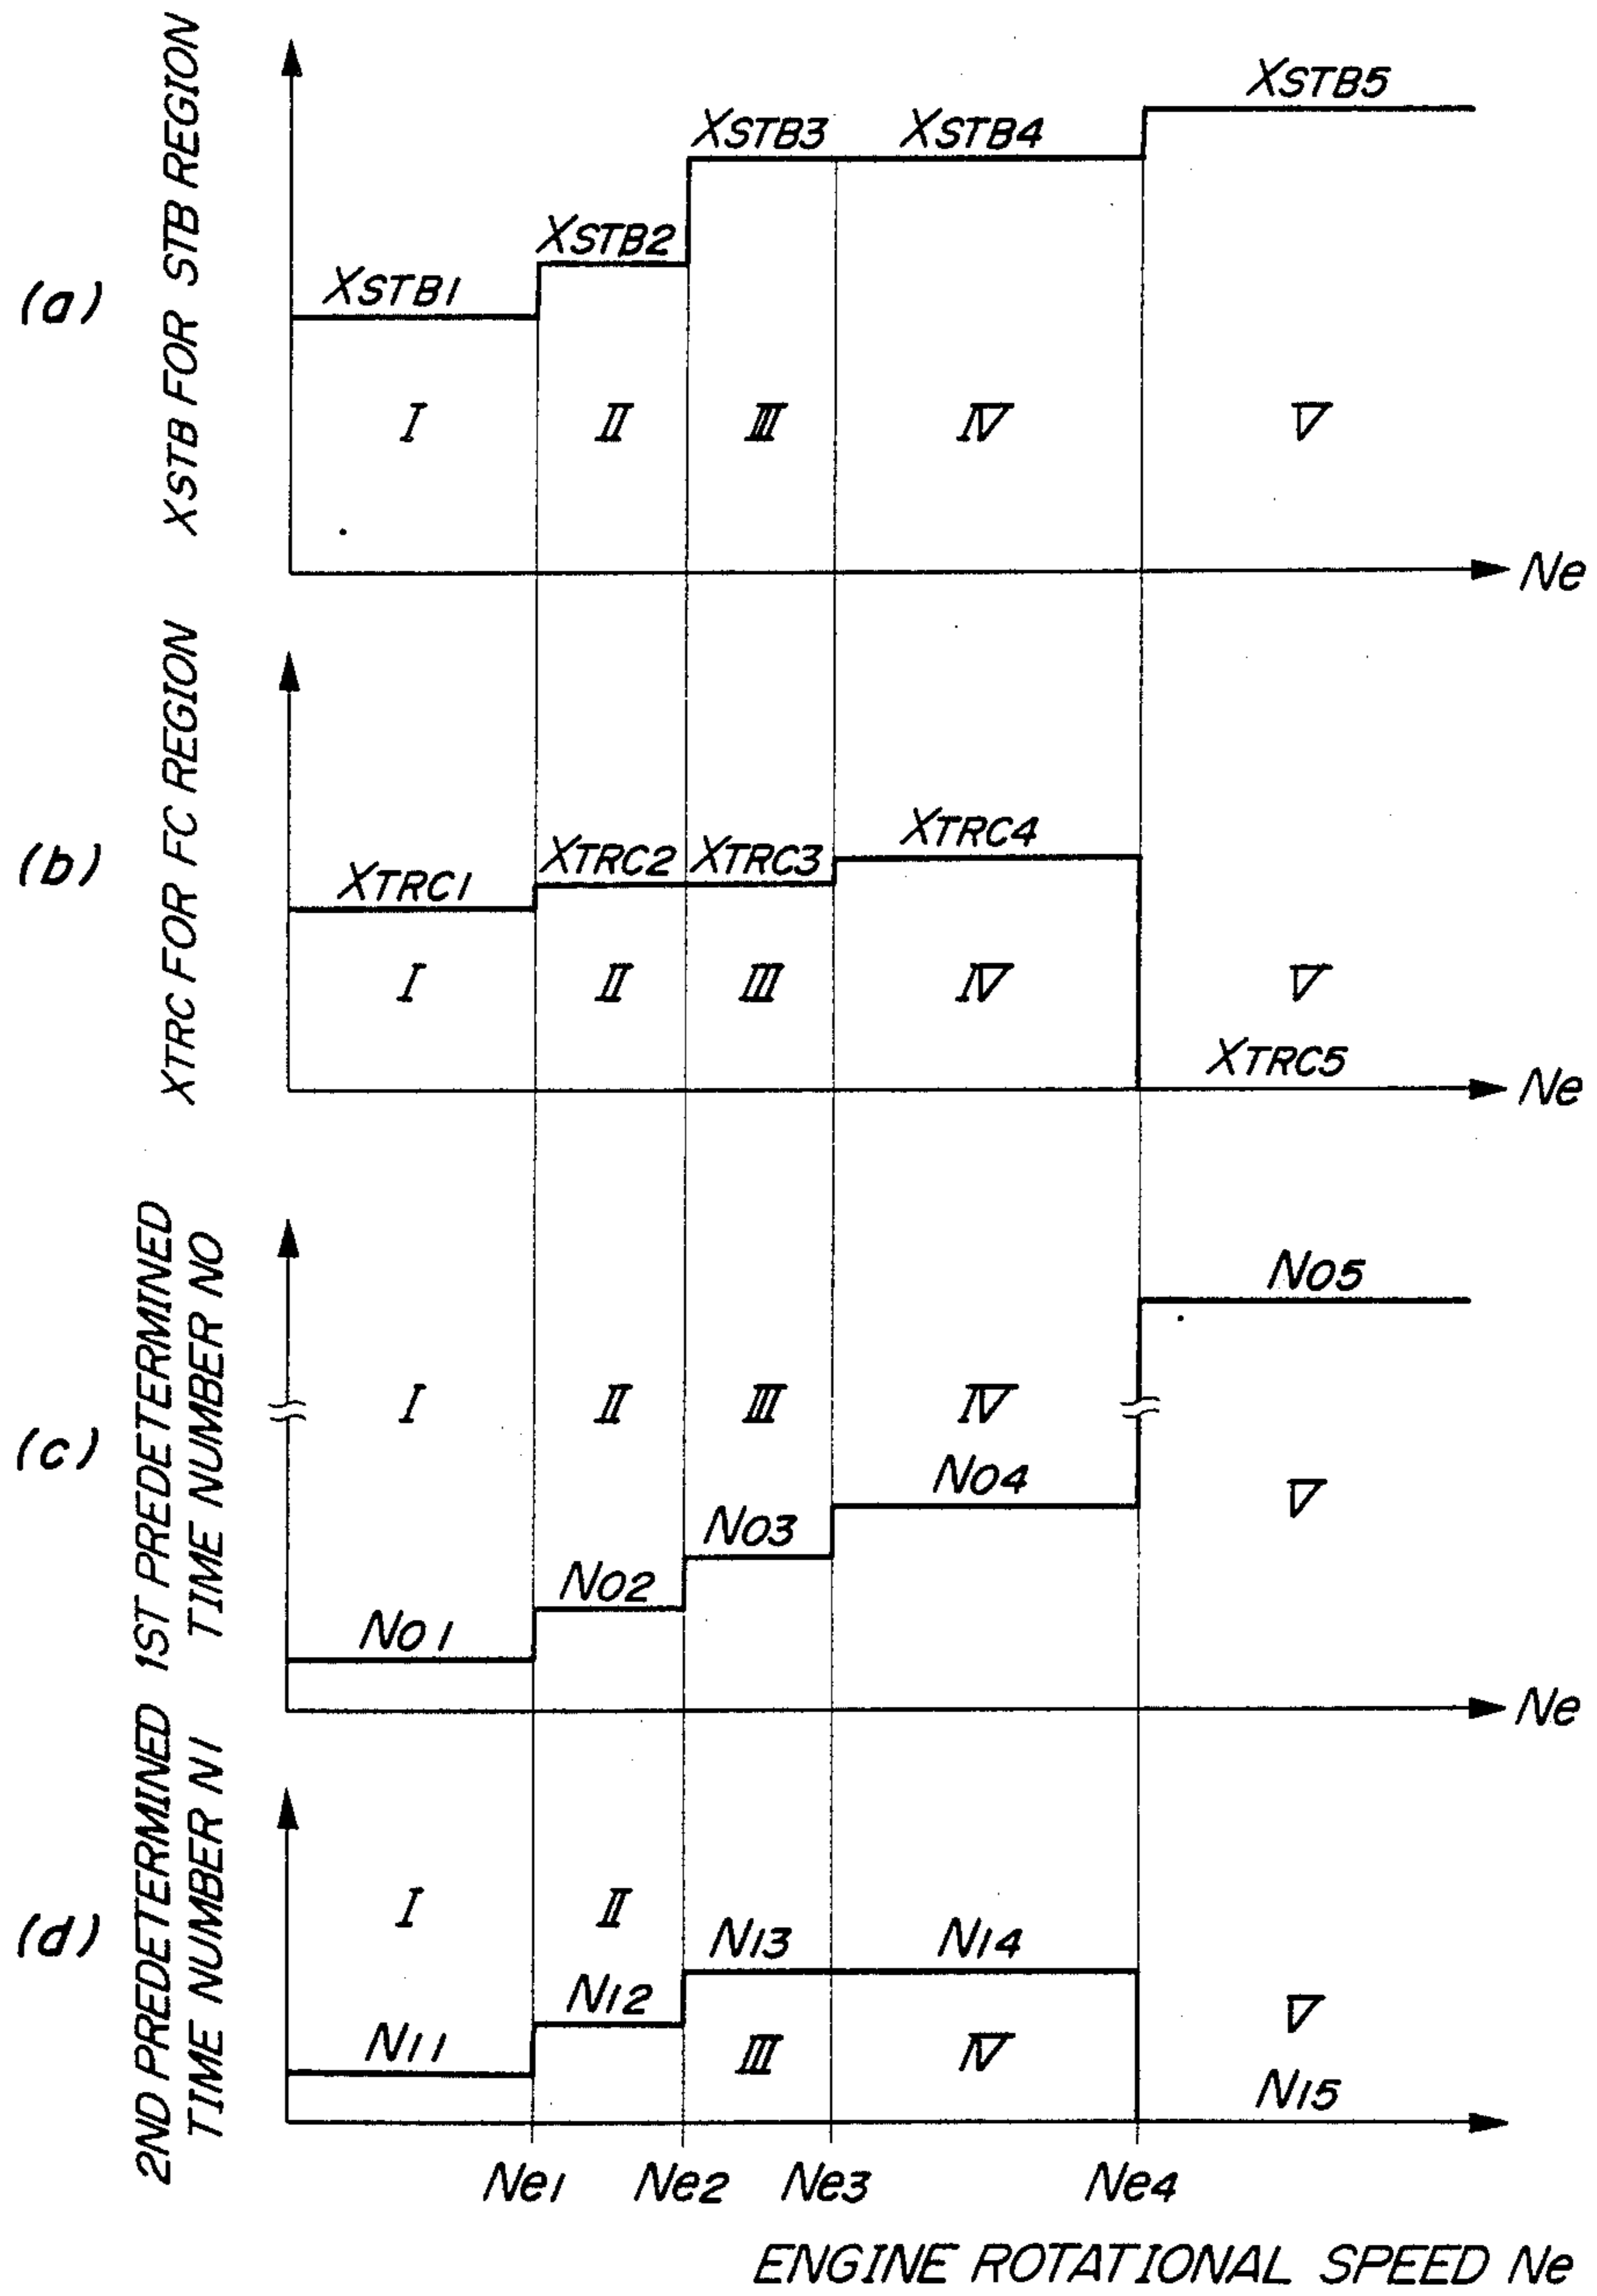 (a)
XSTB FOR STB REGION
XSTB1
XSTB2
XSTB3
XSTB4
XSTB5
I
II
III
IV
V
Ne
(b)
XTRC FOR FC REGION
XTRC1
XTRC2
XTRC3
XTRC4
I
II
III
IV
V
XTRC5
Ne
(c)
1ST PREDETERMINED
TIME NUMBER NO
NO5
I
II
III
IV
V
NO4
NO3
NO2
NO1
Ne
(d)
2ND PREDETERMINED
TIME NUMBER N1
I
II
N13
N14
N12
N11
III
IV
V
N15
Ne1
Ne2
Ne3
Ne4
ENGINE ROTATIONAL SPEED Ne